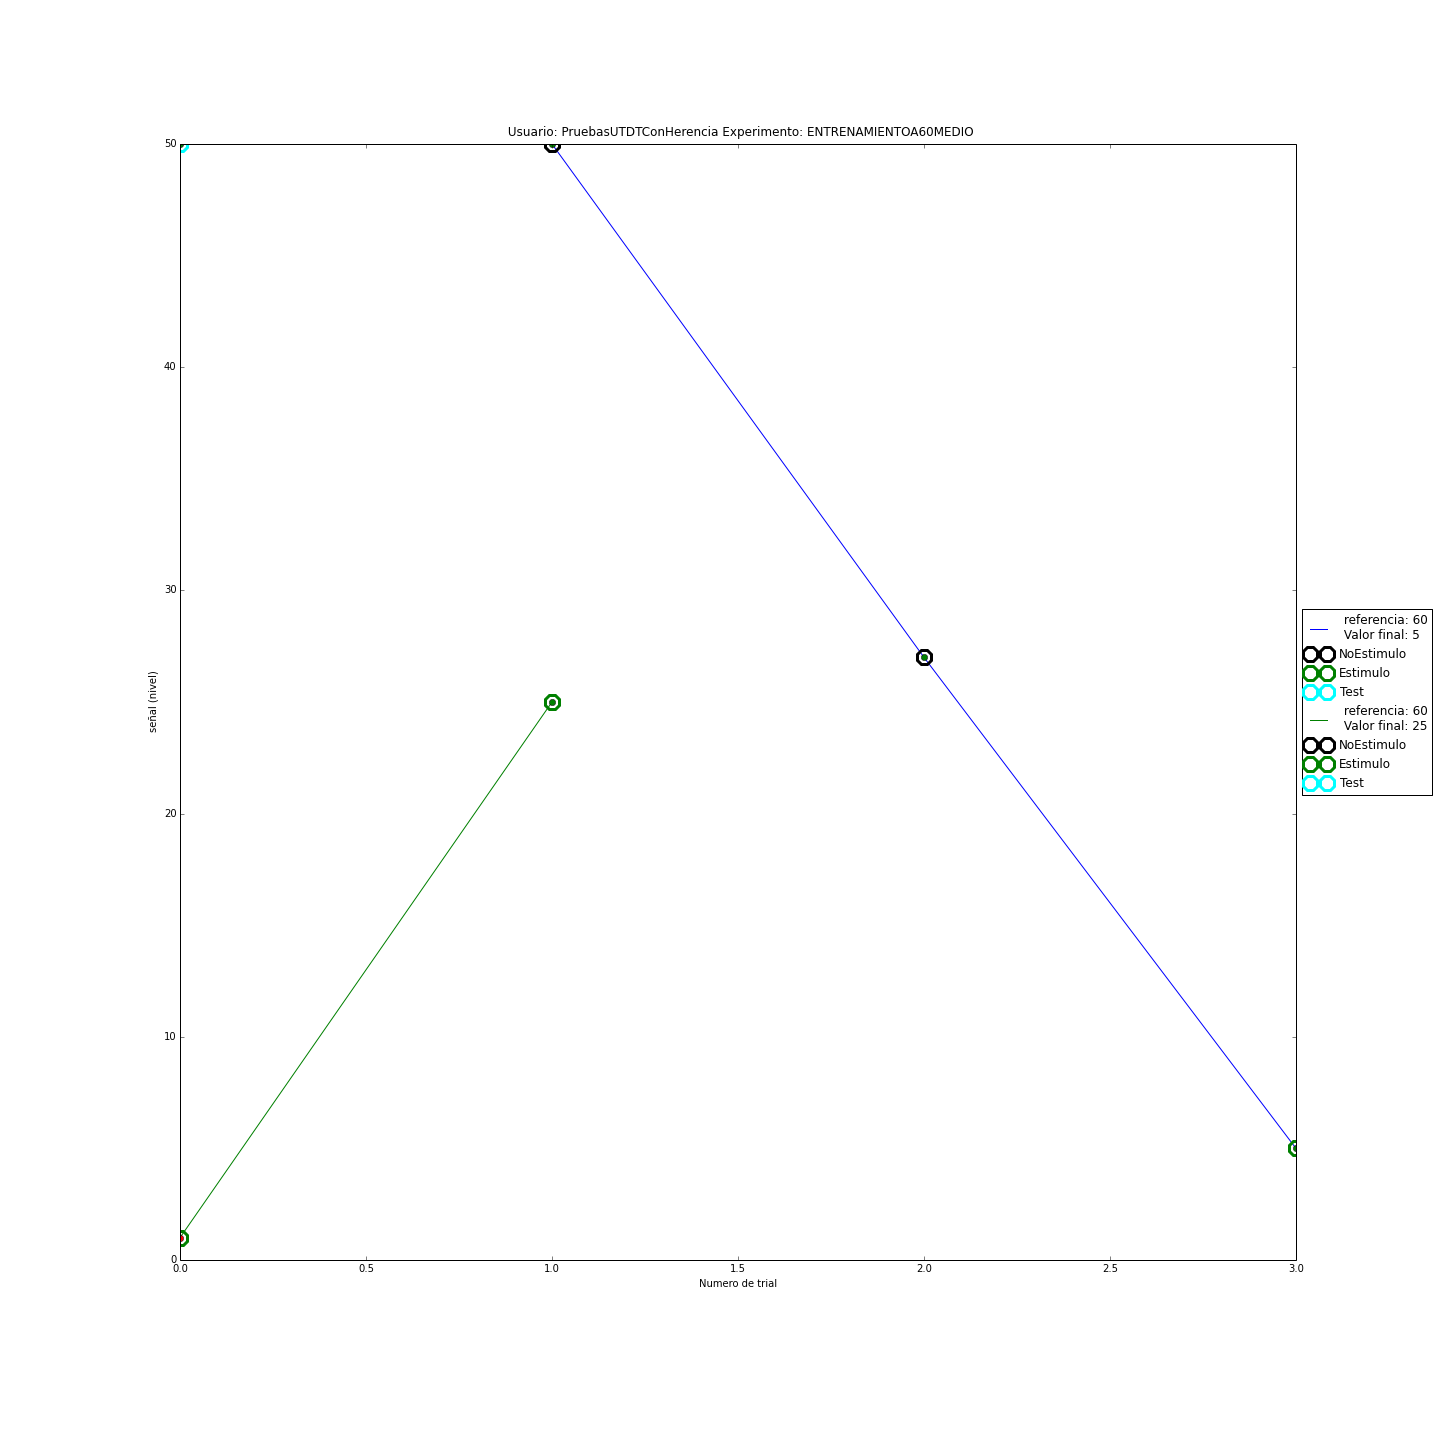 Usuario: PruebasUTDTConHerencia Experimento: ENTRENAMIENTOA60MEDIO
50
40
30
20
10
0
señal (nivel)
0.0 0.5 1.0 1.5 2.0 2.5 3.0
Numero de trial
referencia: 60
Valor final: 5
NoEstimulo
Estimulo
Test
referencia: 60
Valor final: 25
NoEstimulo
Estimulo
Test